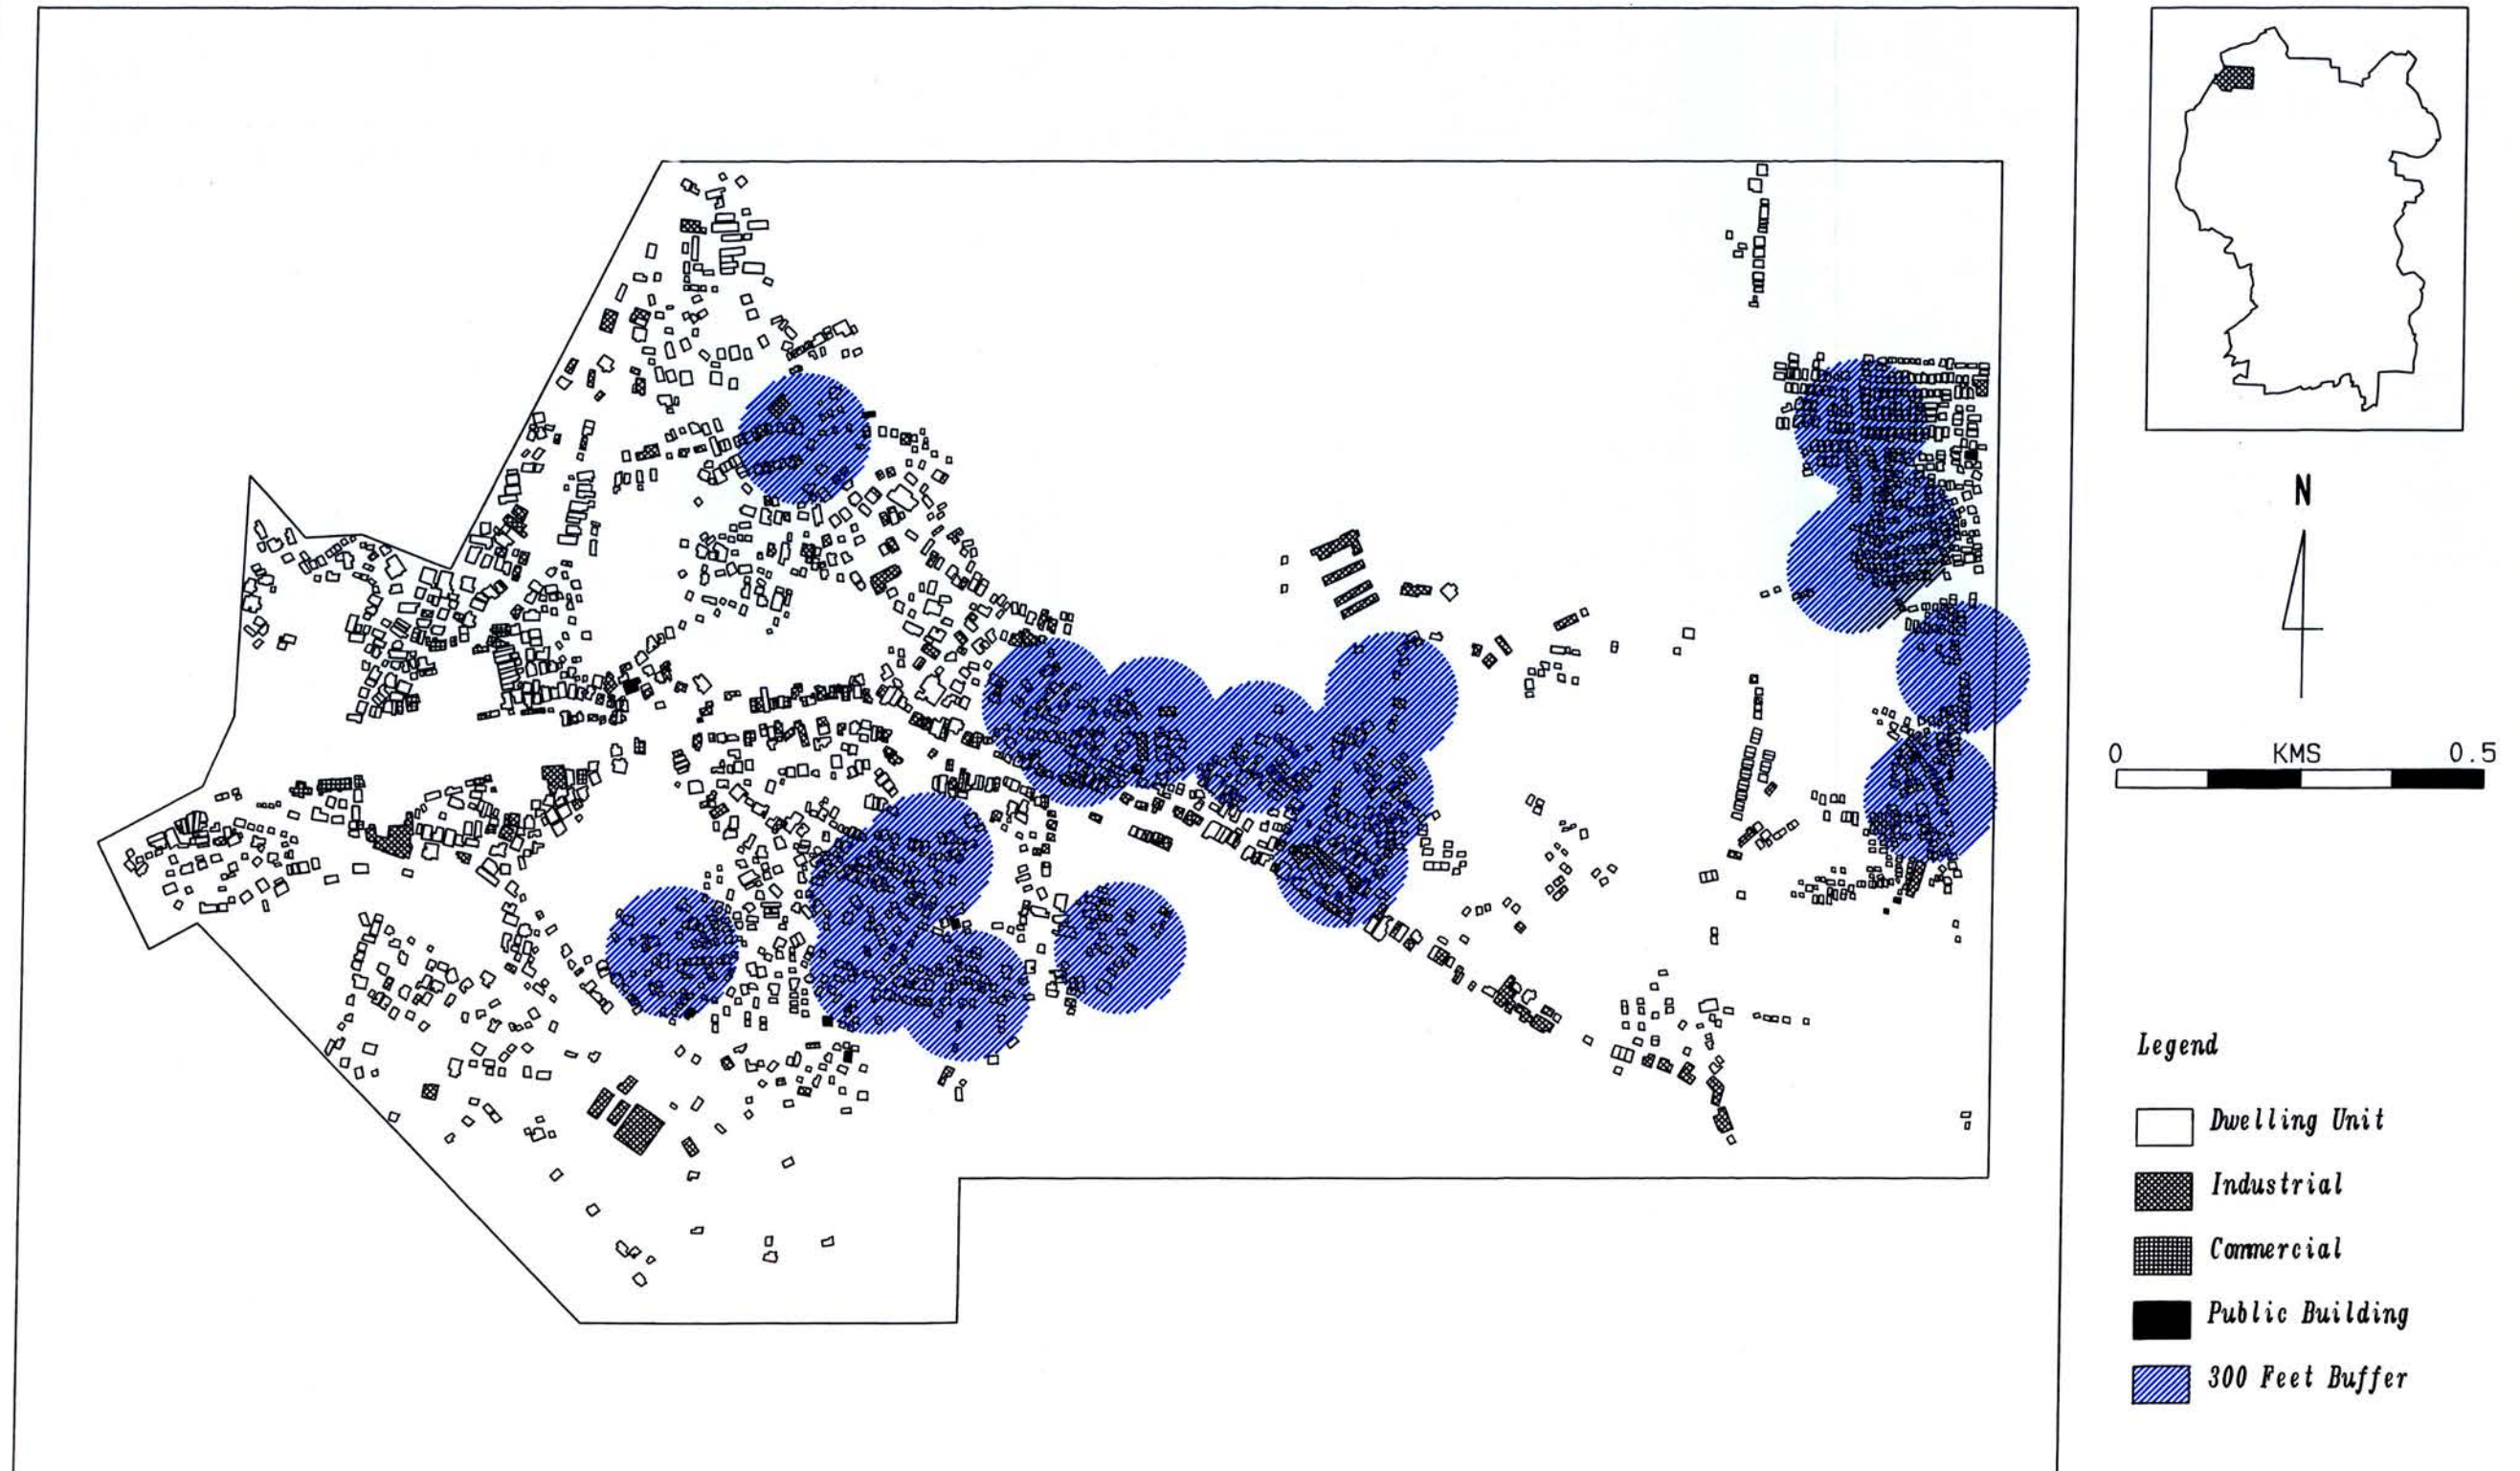 N
0 KMS 0.5
Legend
Dwelling Unit
Industrial
Commercial
Public Building
300 Feet Buffer